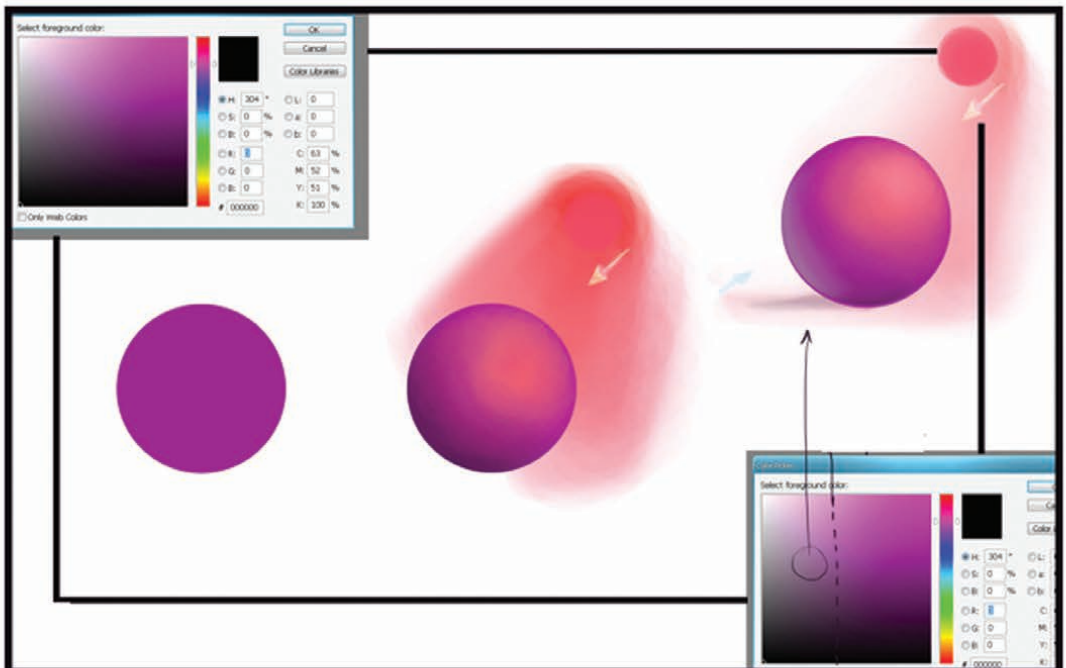 Select foreground color:
OK
Cancel
Color Libraries
H: 304 °
L: 0
S: 0 %
a: 0
B: 0 %
b: 0
R:
C: 63 %
G: 0
M: 52 %
B: 0
Y: 51 %
# 000000
K: 100 %
Only Web Colors
Color Picker
Select foreground color:
Color
H: 304 °
L:
S: 0 %
a:
B: 0 %
b:
R:
C:
G: 0
M:
B: 0
Y:
# 000000
K: